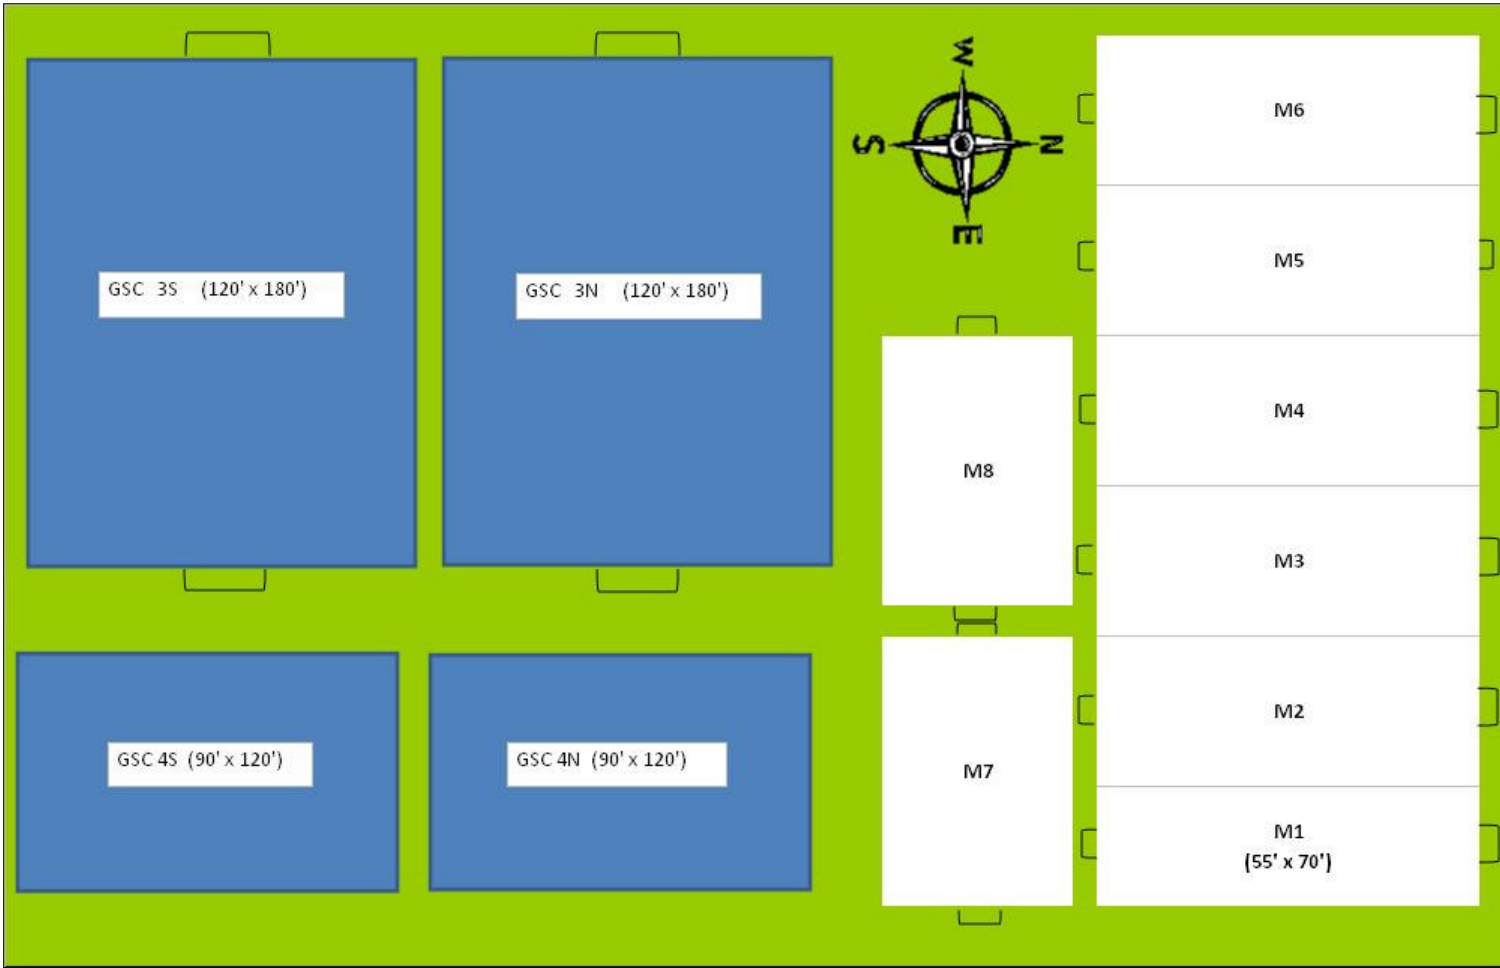 W
S
N
E
GSC 3S (120' x 180')
GSC 3N (120' x 180')
M6
M5
M4
M3
M2
M1
(55' x 70')
M8
M7
GSC 4S (90' x 120')
GSC 4N (90' x 120')